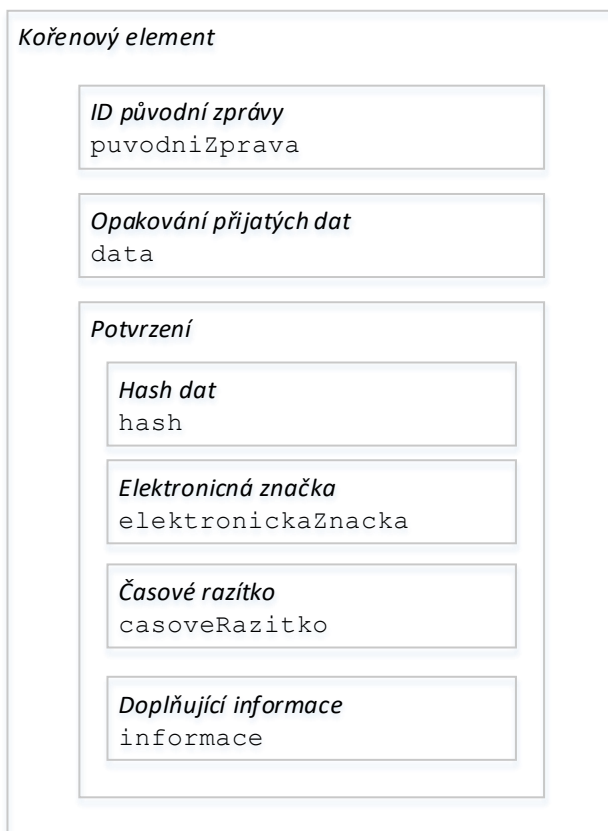 Kořenový element
ID původní zprávy
puvodniZprava
Opakování přijatých dat
data
Potvrzení
Hash dat
hash
Elektronicná značka
elektronickaZnacka
Časové razítko
casoveRazitko
Doplňující informace
informace